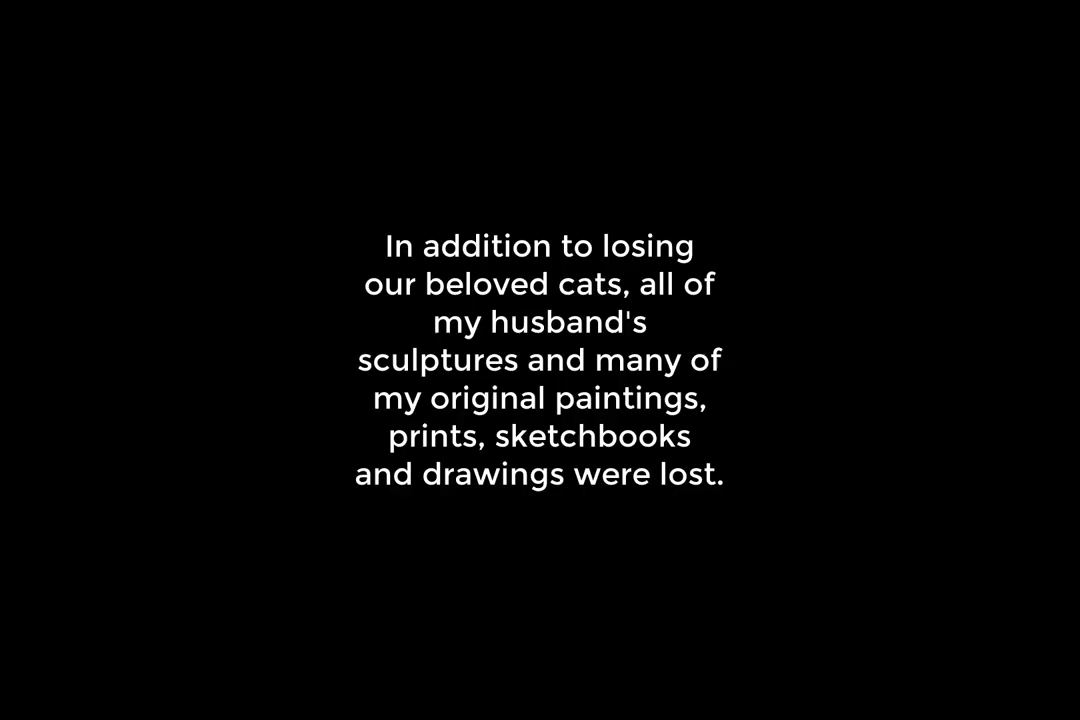 In addition to losing
our beloved cats, all of
my husband's
sculptures and many of
my original paintings,
prints, sketchbooks
and drawings were lost.